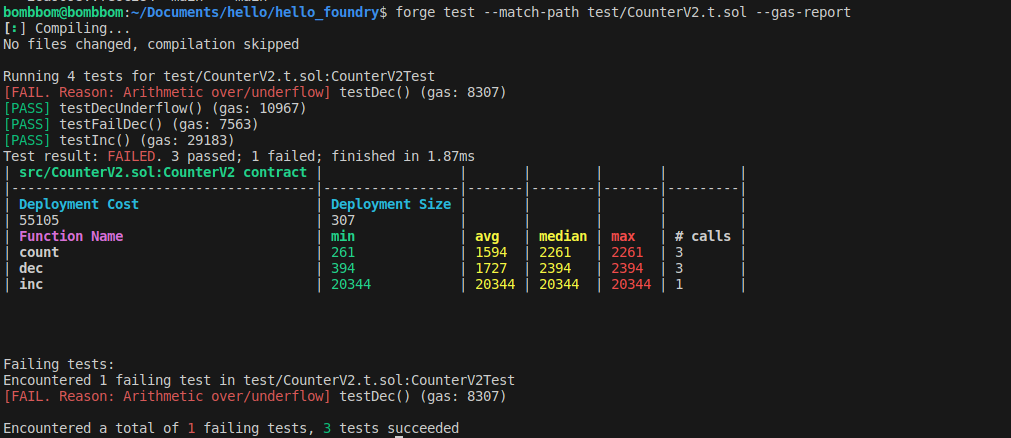 bombbom@bombbom:~/Documents/hello/hello_foundry$ forge test --match-path test/CounterV2.t.sol --gas-report
[⠃] Compiling...
No files changed, compilation skipped
Running 4 tests for test/CounterV2.t.sol:CounterV2Test
[FAIL. Reason: Arithmetic over/underflow] testDec() (gas: 8307)
[PASS] testDecUnderflow() (gas: 10967)
[PASS] testFailDec() (gas: 7563)
[PASS] testInc() (gas: 29183)
Test result: FAILED. 3 passed; 1 failed; finished in 1.87ms
| src/CounterV2.sol:CounterV2 contract |                 |       |        |       |         |
|--------------------------------------|-----------------|-------|--------|-------|---------|
| Deployment Cost                      | Deployment Size |       |        |       |         |
| 55105                                | 307             |       |        |       |         |
| Function Name                        | min             | avg   | median | max   | # calls |
| count                                | 261             | 1594  | 2261   | 2261  | 3       |
| dec                                  | 394             | 1727  | 2394   | 2394  | 3       |
| inc                                  | 20344           | 20344 | 20344  | 20344 | 1       |
Failing tests:
Encountered 1 failing test in test/CounterV2.t.sol:CounterV2Test
[FAIL. Reason: Arithmetic over/underflow] testDec() (gas: 8307)
Encountered a total of 1 failing tests, 3 tests succeeded